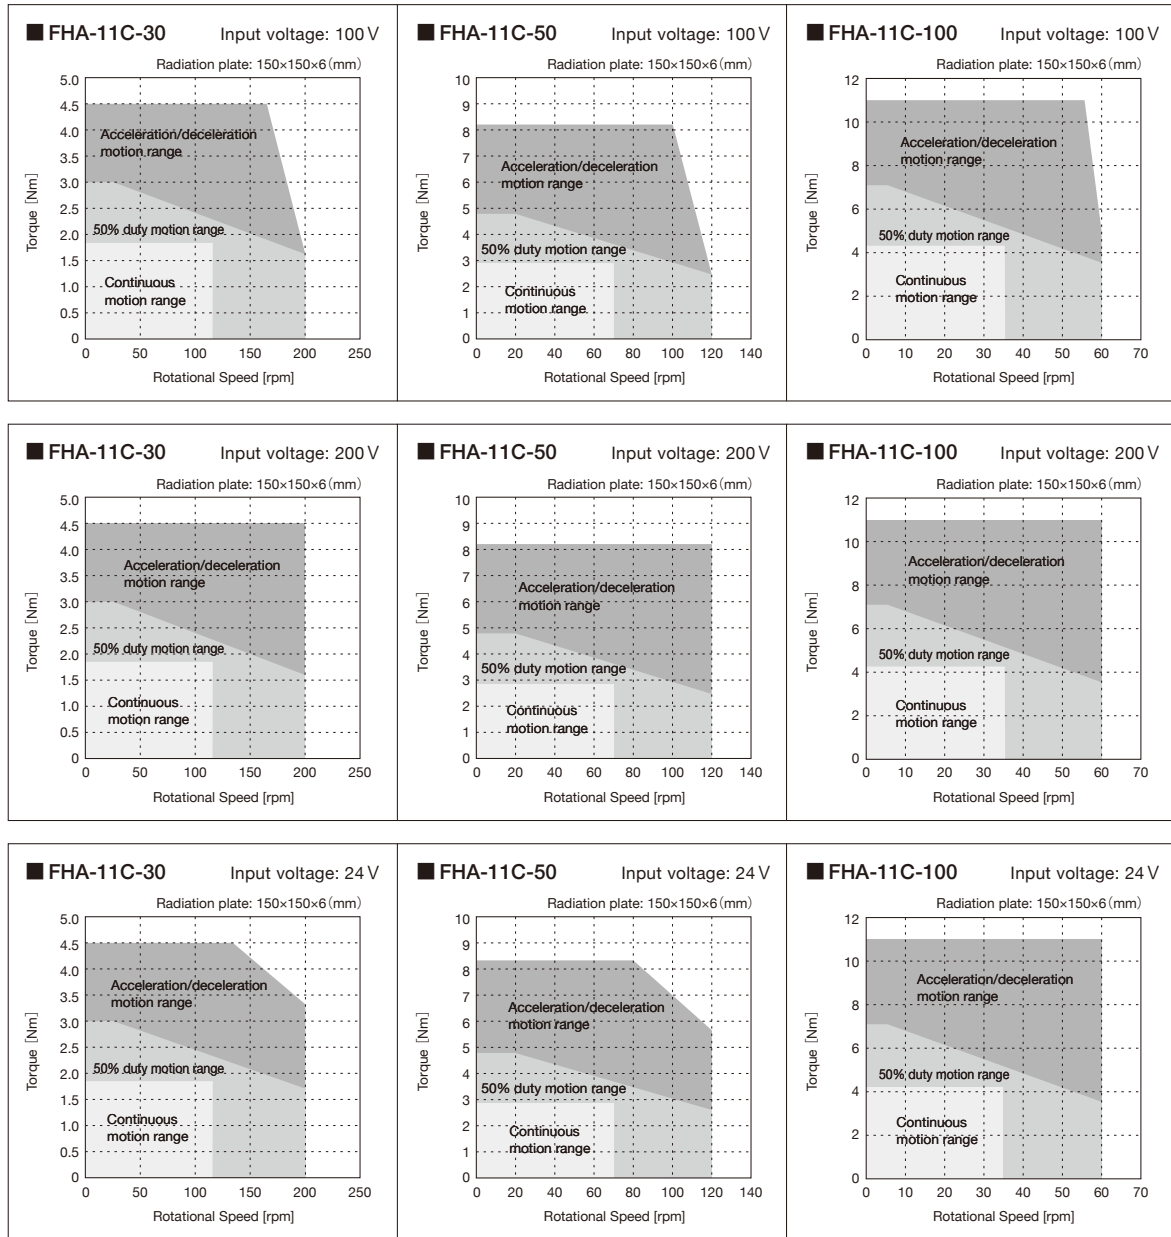 ■ FHA-11C-30 Input voltage: 100 V
Radiation plate: 150×150×6(mm)
5.0
4.5
4.0
3.5
3.0
2.5
2.0
1.5
1.0
0.5
0
Torque [Nm]
Acceleration/deceleration
motion range
50% duty motion range
Continuous
motion range
0 50 100 150 200 250
Rotational Speed [rpm]
■ FHA-11C-50 Input voltage: 100 V
Radiation plate: 150×150×6(mm)
10
9
8
7
6
5
4
3
2
1
0
Torque [Nm]
Acceleration/deceleration
motion range
50% duty motion range
Continuous
motion range
0 20 40 60 80 100 120 140
Rotational Speed [rpm]
■ FHA-11C-100 Input voltage: 100 V
Radiation plate: 150×150×6(mm)
12
10
8
6
4
2
0
Torque [Nm]
Acceleration/deceleration
motion range
50% duty motion range
Continuous
motion range
0 10 20 30 40 50 60 70
Rotational Speed [rpm]
■ FHA-11C-30 Input voltage: 200 V
Radiation plate: 150×150×6(mm)
5.0
4.5
4.0
3.5
3.0
2.5
2.0
1.5
1.0
0.5
0
Torque [Nm]
Acceleration/deceleration
motion range
50% duty motion range
Continuous
motion range
0 50 100 150 200 250
Rotational Speed [rpm]
■ FHA-11C-50 Input voltage: 200 V
Radiation plate: 150×150×6(mm)
10
9
8
7
6
5
4
3
2
1
0
Torque [Nm]
Acceleration/deceleration
motion range
50% duty motion range
Continuous
motion range
0 20 40 60 80 100 120 140
Rotational Speed [rpm]
■ FHA-11C-100 Input voltage: 200 V
Radiation plate: 150×150×6(mm)
12
10
8
6
4
2
0
Torque [Nm]
Acceleration/deceleration
motion range
50% duty motion range
Continuous
motion range
0 10 20 30 40 50 60 70
Rotational Speed [rpm]
■ FHA-11C-30 Input voltage: 24 V
Radiation plate: 150×150×6(mm)
5.0
4.5
4.0
3.5
3.0
2.5
2.0
1.5
1.0
0.5
0
Torque [Nm]
Acceleration/deceleration
motion range
50% duty motion range
Continuous
motion range
0 50 100 150 200 250
Rotational Speed [rpm]
■ FHA-11C-50 Input voltage: 24 V
Radiation plate: 150×150×6(mm)
10
9
8
7
6
5
4
3
2
1
0
Torque [Nm]
Acceleration/deceleration
motion range
50% duty motion range
Continuous
motion range
0 20 40 60 80 100 120 140
Rotational Speed [rpm]
■ FHA-11C-100 Input voltage: 24 V
Radiation plate: 150×150×6(mm)
12
10
8
6
4
2
0
Torque [Nm]
Acceleration/deceleration
motion range
50% duty motion range
Continuous
motion range
0 10 20 30 40 50 60 70
Rotational Speed [rpm]